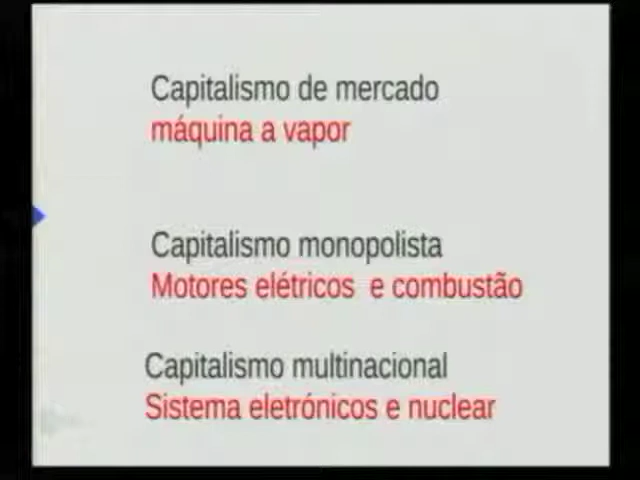 Capitalismo de mercado
máquina a vapor
Capitalismo monopolista
Motores elétricos e combustão
Capitalismo multinacional
Sistema eletrónicos e nuclear